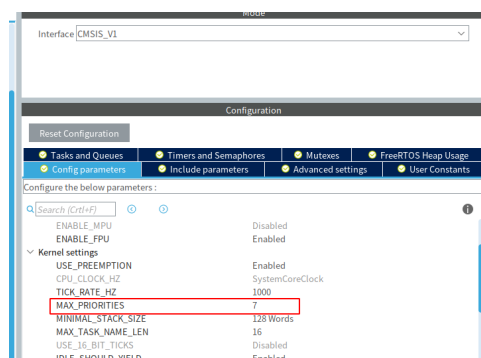 Mode
Interface CMSIS_V1
Configuration
Reset Configuration
Tasks and Queues Timers and Semaphores Mutexes FreeRTOS Heap Usage
Config parameters Include parameters Advanced settings User Constants
Configure the below parameters :
Search (Crtl+F)
ENABLE_MPU Disabled
ENABLE_FPU Enabled
Kernel settings
USE_PREEMPTION Enabled
CPU_CLOCK_HZ SystemCoreClock
TICK_RATE_HZ 1000
MAX_PRIORITIES 7
MINIMAL_STACK_SIZE 128 Words
MAX_TASK_NAME_LEN 16
USE_16_BIT_TICKS Disabled
IDLE_SHOULD_YIELD Enabled